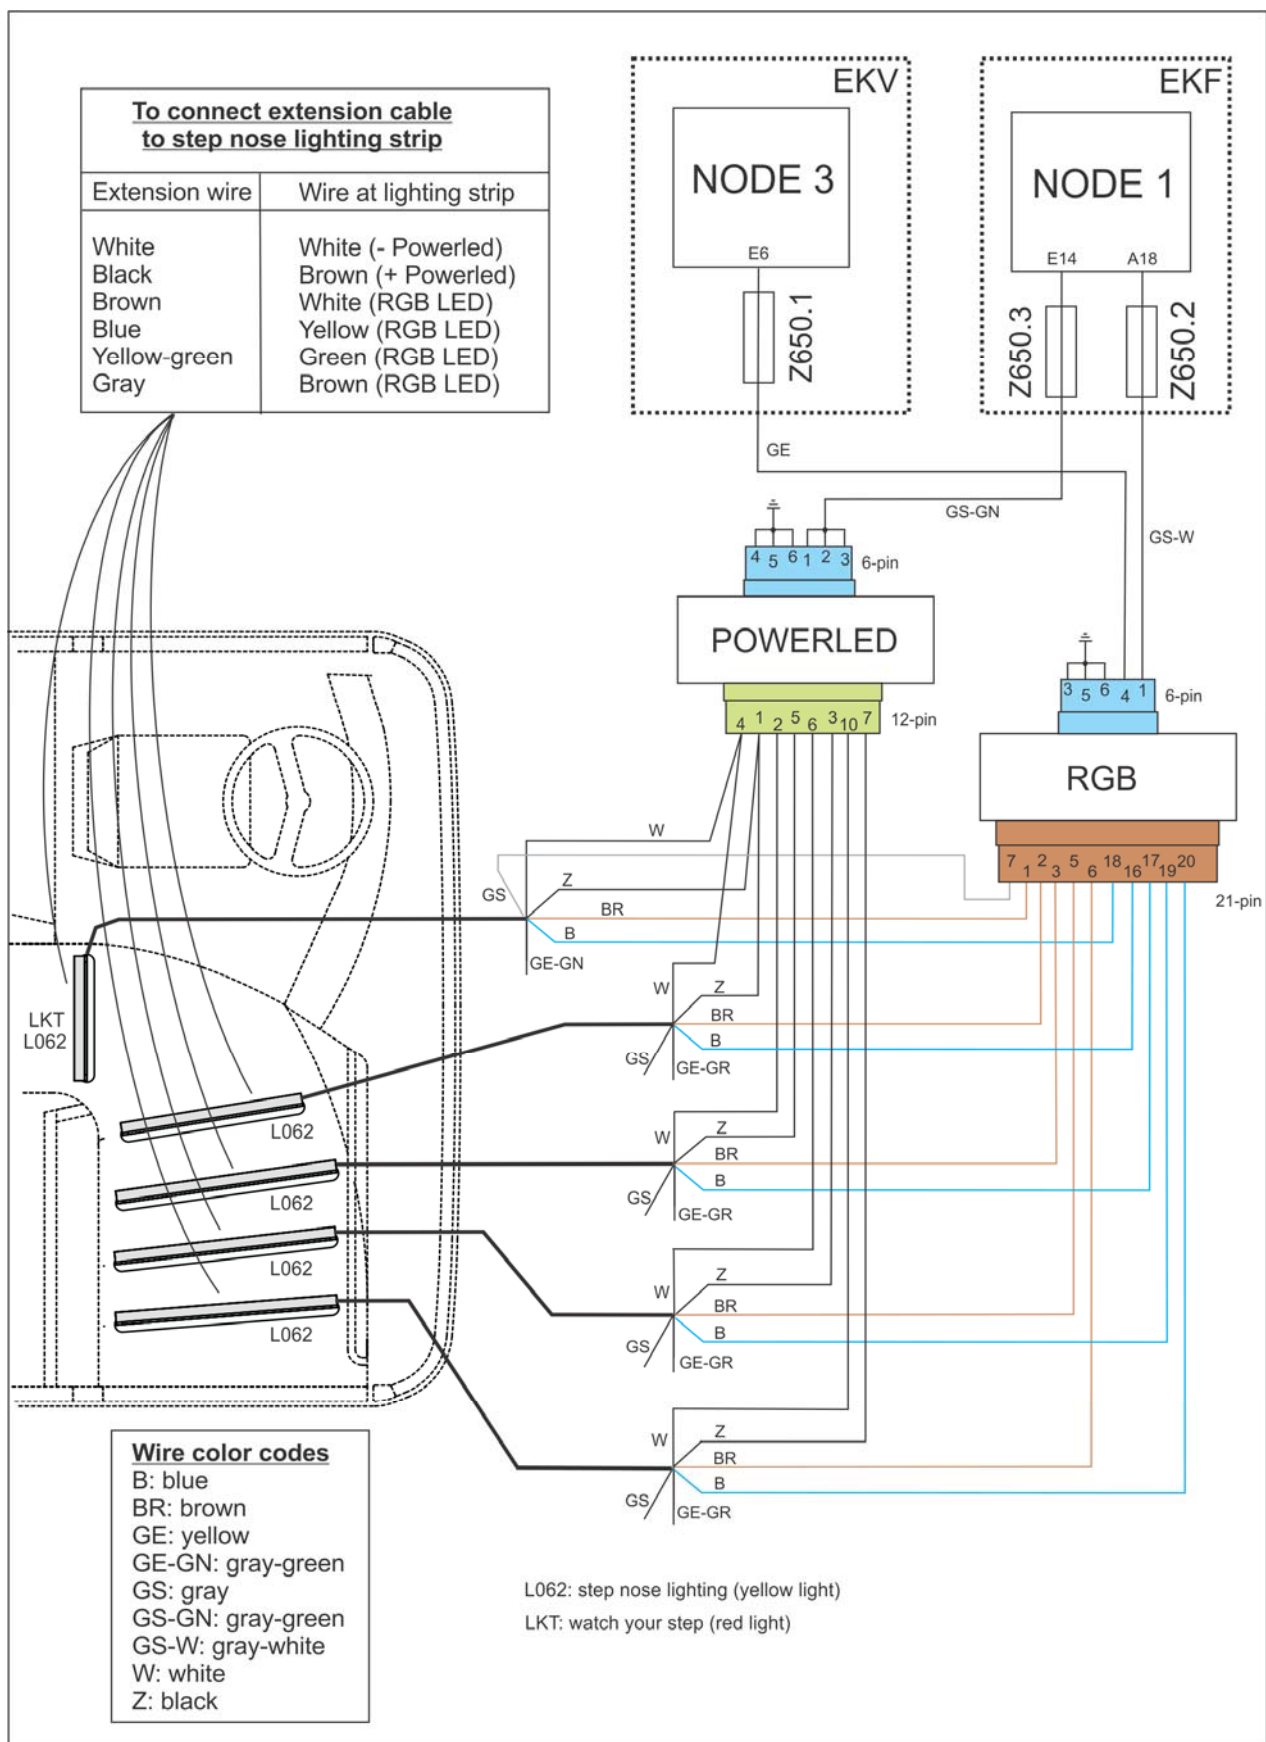 To connect extension cable
to step nose lighting strip
Extension wire Wire at lighting strip
White White (- Powerled)
Black Brown (+ Powerled)
Brown White (RGB LED)
Blue Yellow (RGB LED)
Yellow-green Green (RGB LED)
Gray Brown (RGB LED)
EKV
NODE 3
E6
Z650.1
EKF
NODE 1
E14 A18
Z650.3
Z650.2
GE
GS-GN
GS-W
4 5 6 1 2 3
6-pin
POWERLED
4 1 2 5 6 3 10 7
12-pin
3 5 6 4 1
6-pin
RGB
7 1 2 3 5 6 18 16 17 19 20
21-pin
W
GS
Z
BR
B
GE-GN
LKT
L062
W
Z
BR
B
GS
GE-GR
L062
W
Z
BR
B
GS
GE-GR
L062
W
Z
BR
B
GS
GE-GR
L062
W
Z
BR
B
GS
GE-GR
L062
Wire color codes
B: blue
BR: brown
GE: yellow
GE-GN: gray-green
GS: gray
GS-GN: gray-green
GS-W: gray-white
W: white
Z: black
L062: step nose lighting (yellow light)
LKT: watch your step (red light)